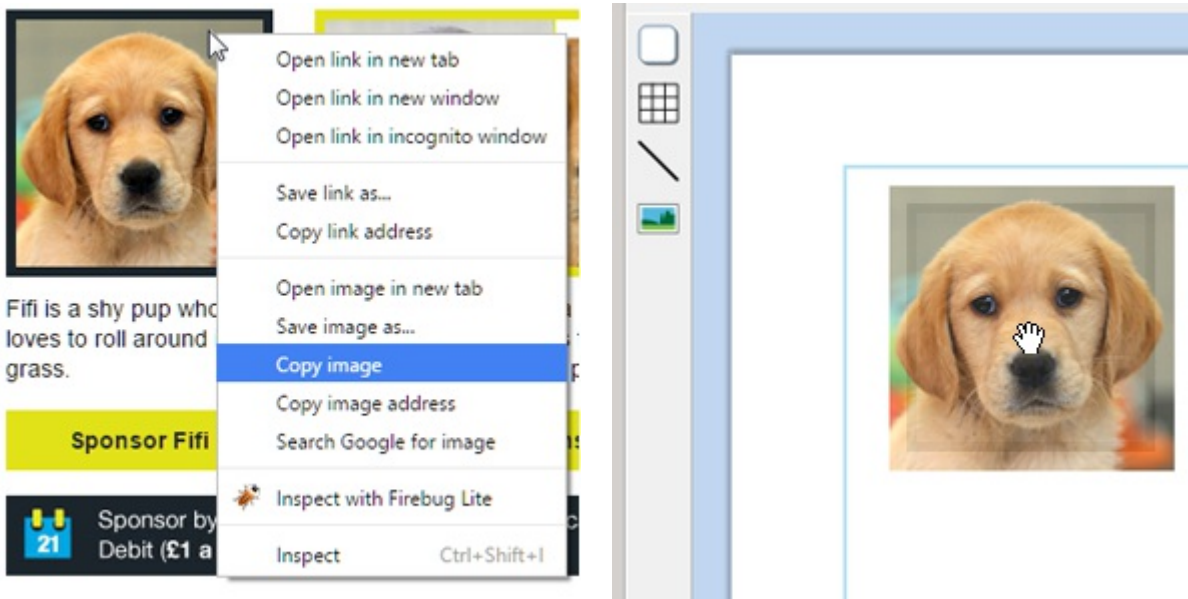 Open link in new tab
Open link in new window
Open link in incognito window
Save link as...
Copy link address
Open image in new tab
Save image as...
Copy image
Copy image address
Search Google for image
Inspect with Firebug Lite
Inspect Ctrl+Shift+I
Fifi is a shy pup who
loves to roll around
grass.
Sponsor Fifi
21
Sponsor by
Debit (£1 a